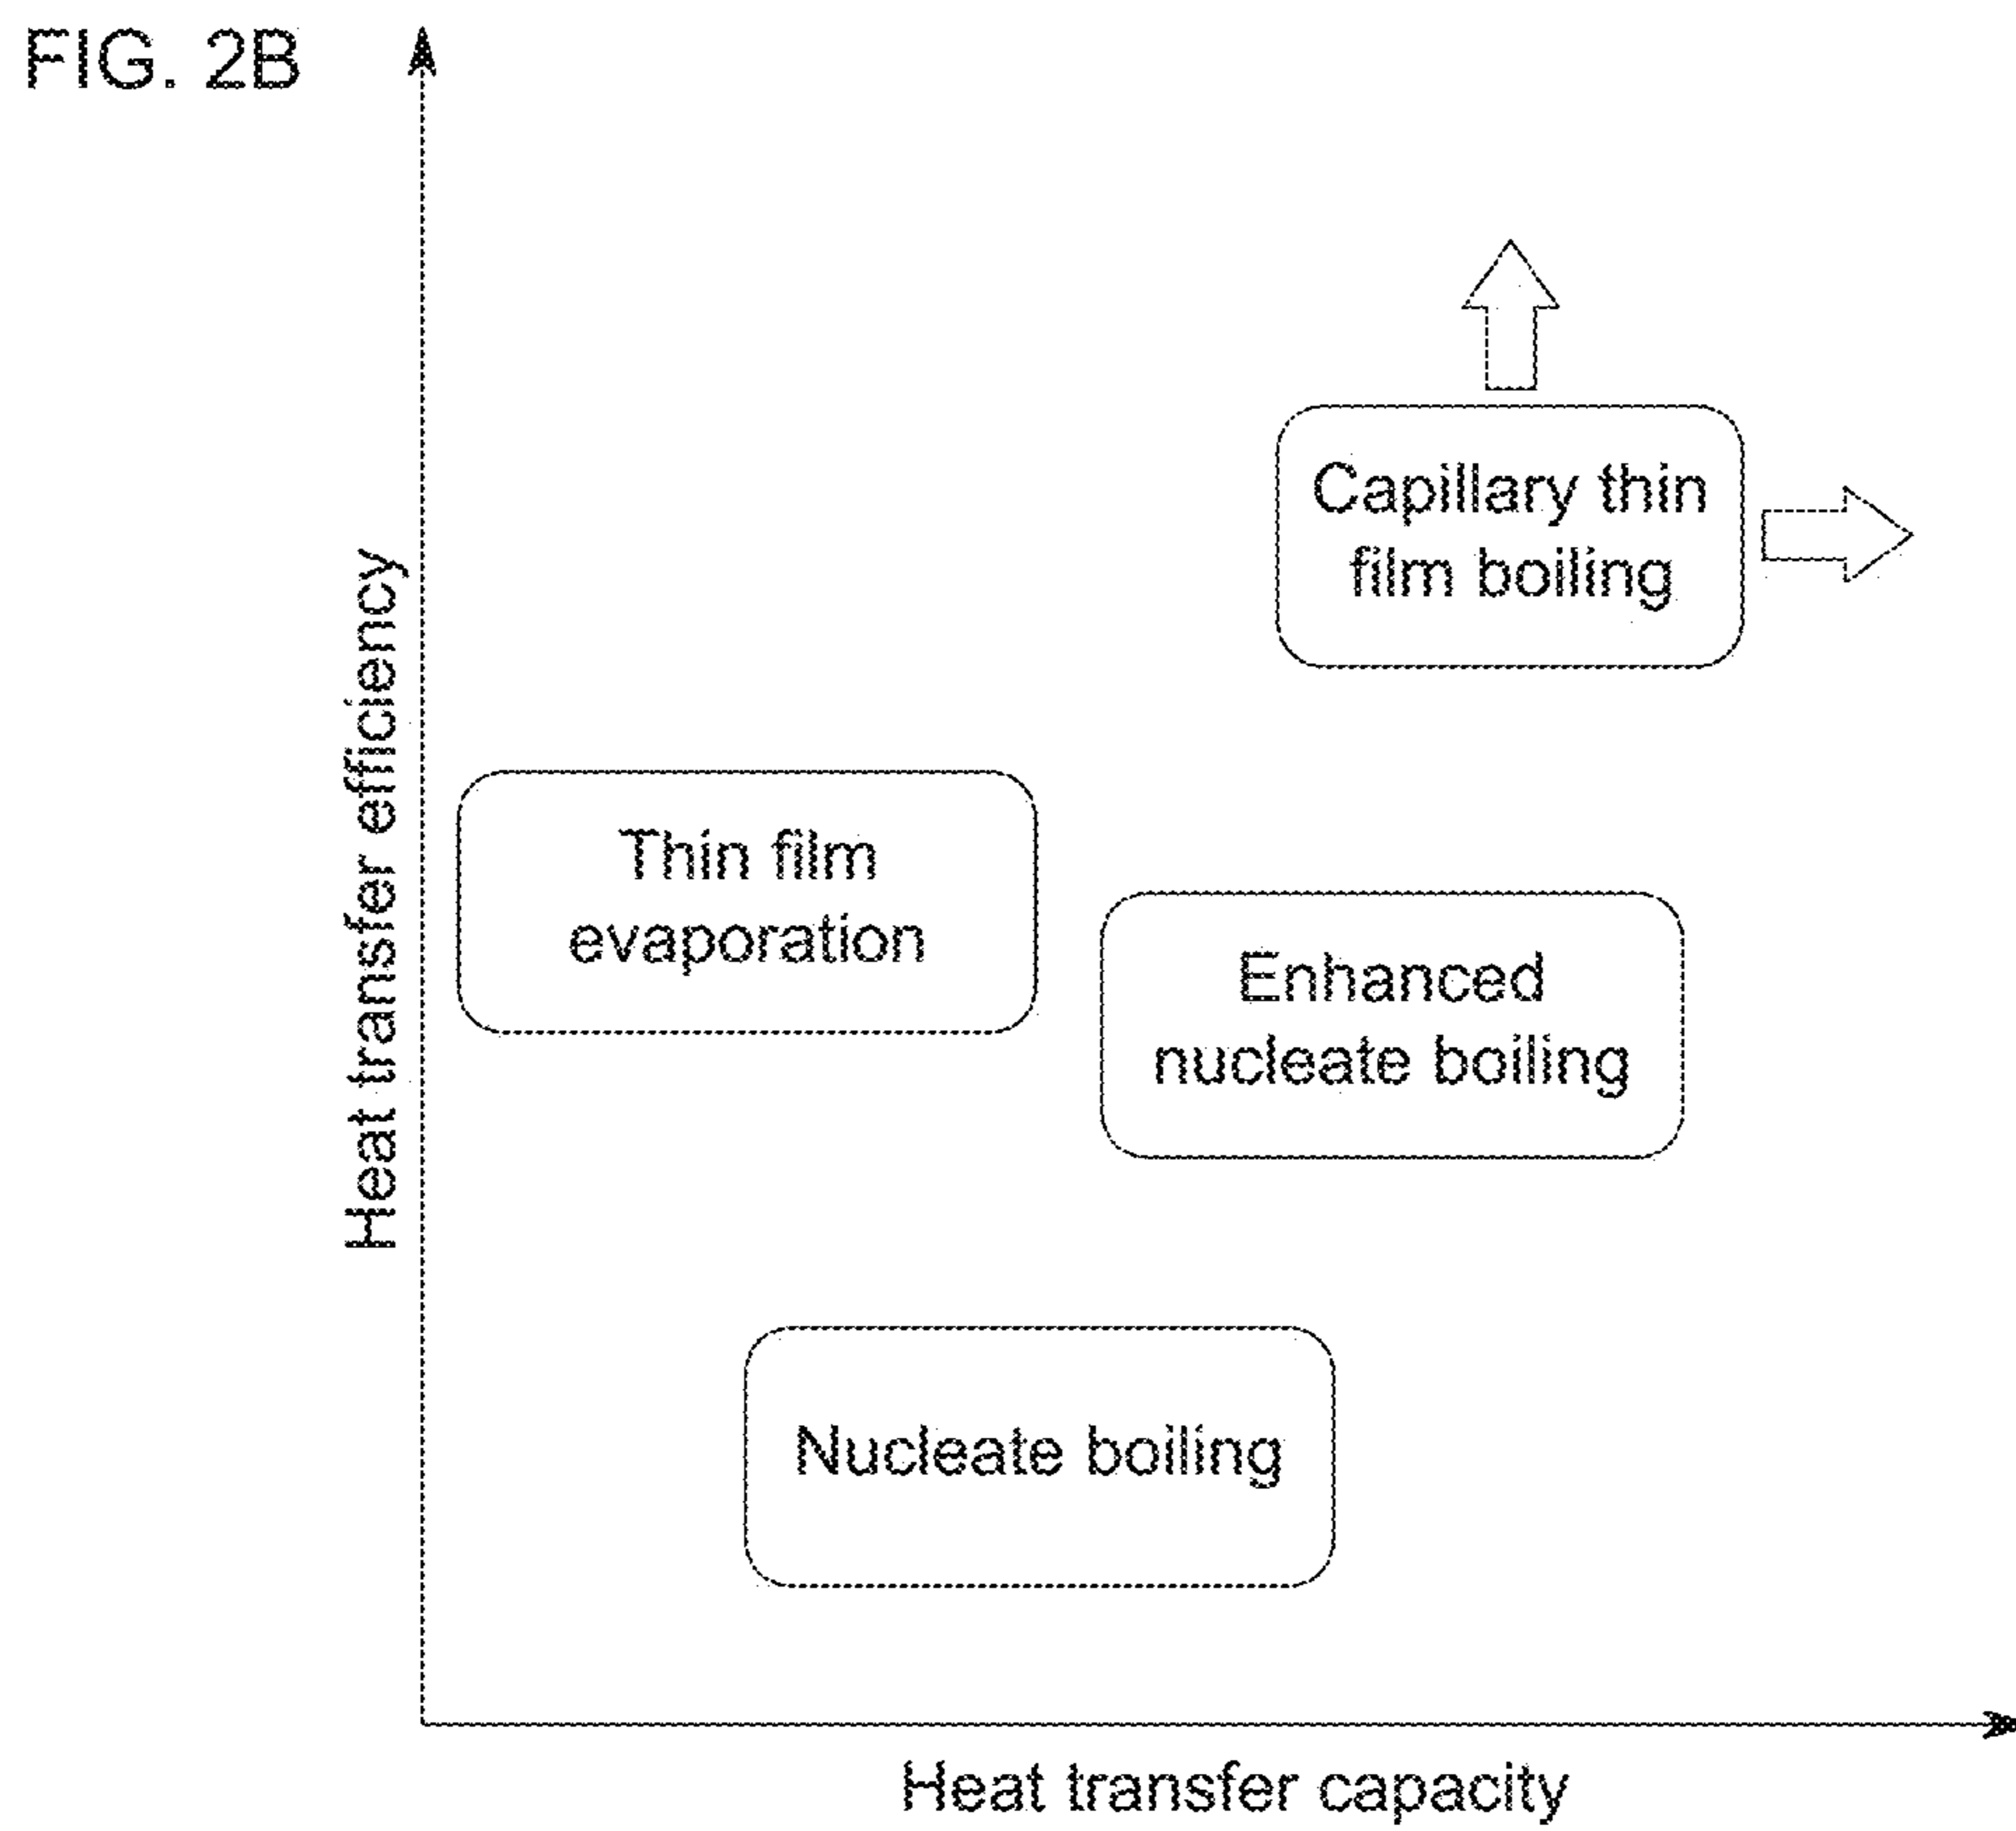 FIG. 2B
Heat transfer efficiency
Capillary thin
film boiling
Thin film
evaporation
Enhanced
nucleate boiling
Nucleate boiling
Heat transfer capacity